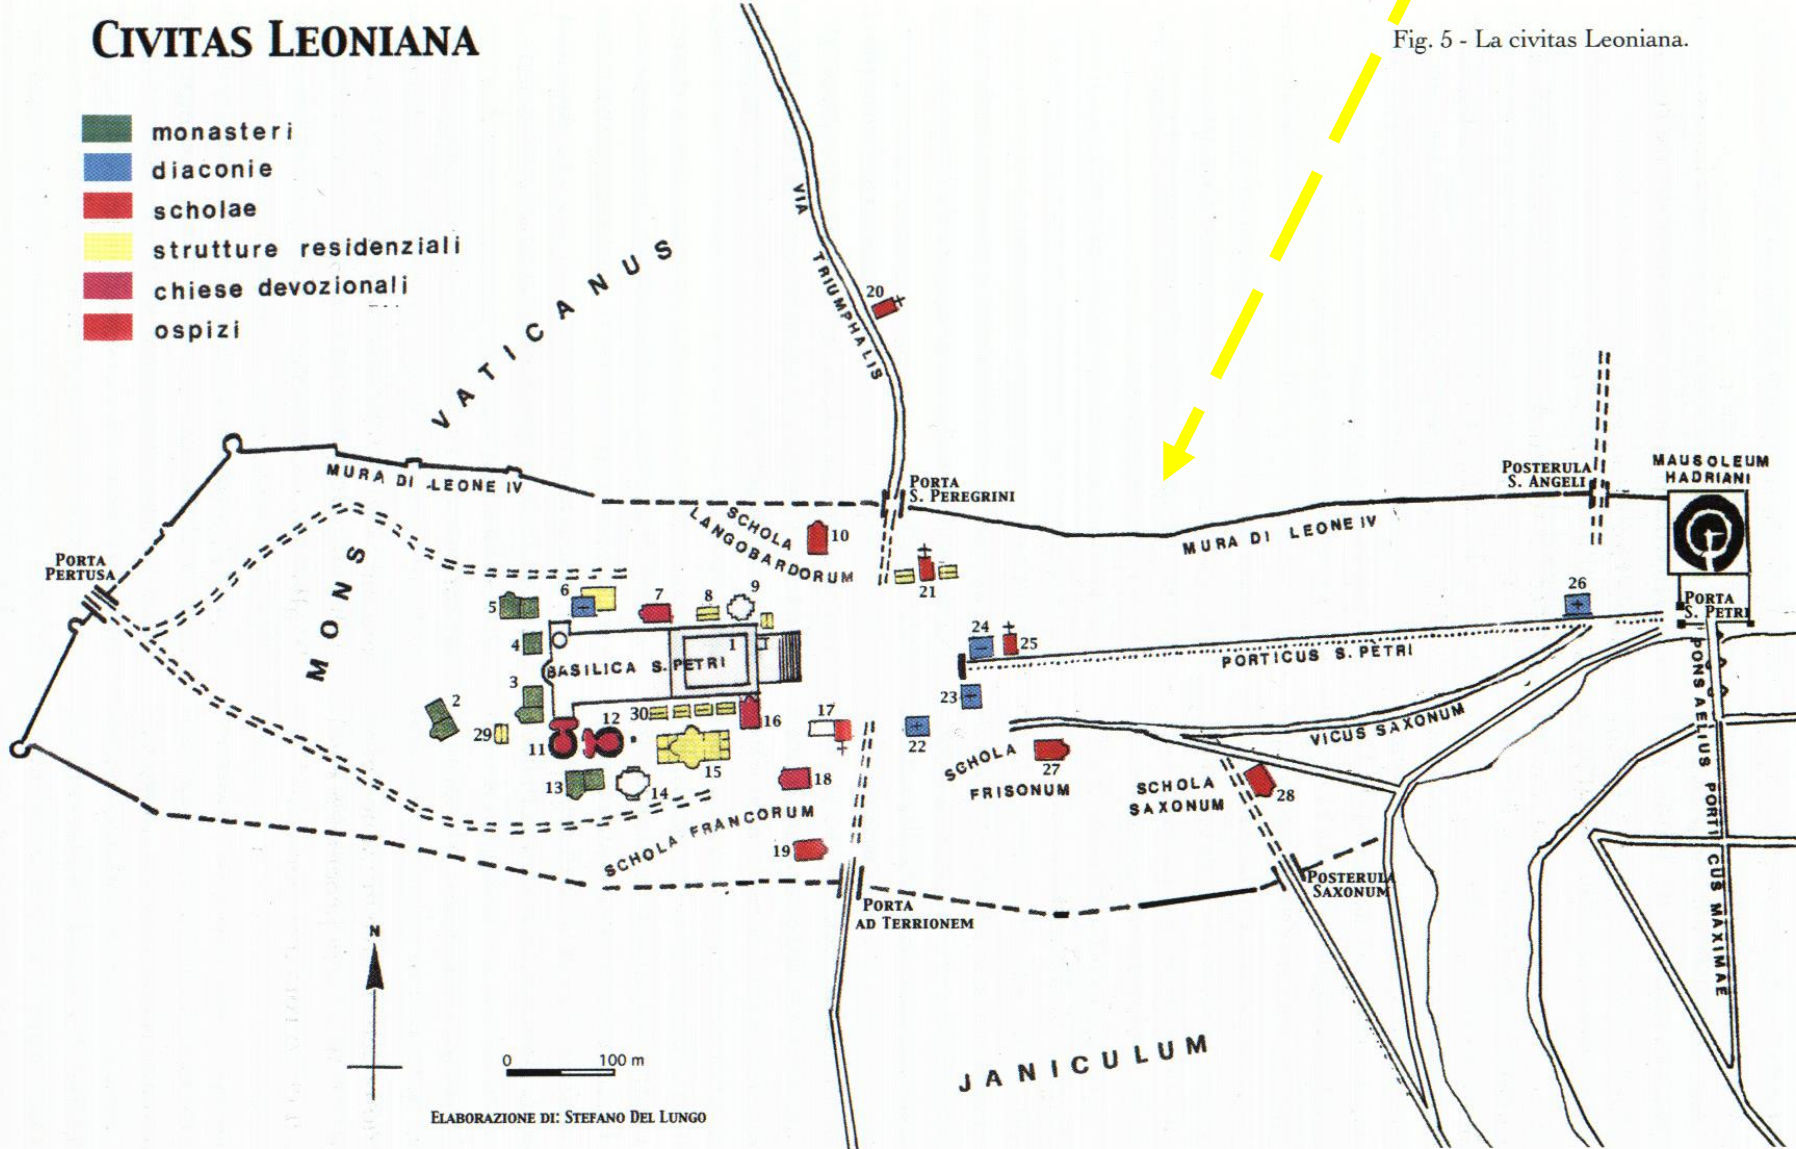 CIVITAS LEONIANA
Fig. 5 - La civitas Leoniana.
monasteri
diaconie
scholae
strutture residenziali
chiese devozionali
ospizi
VATICANUS
VIA TRIUMPHALIS
20
MURA DI LEONE IV
PORTA
S. PEREGRINI
POSTERULA
S. ANGELI
MAUSOLEUM
HADRIANI
SCHOLA
LANGOBARDORUM
10
MURA DI LEONE IV
PORTA
PERTUSA
MONS
5
6
7
8
9
21
26
PORTA
S. PETRI
4
BASILICA S. PETRI
1
24
25
PORTICUS S. PETRI
3
2
23
29
11
12
30
16
17
22
VICUS SAXONUM
PONS AELIUS PORTICUS MAXIMAE
15
SCHOLA
FRISONUM
27
13
14
18
SCHOLA
SAXONUM
28
SCHOLA FRANCORUM
19
POSTERULA
SAXONUM
PORTA
AD TERRIONEM
N
0 100 m
JANICULUM
ELABORAZIONE DI: STEFANO DEL LUNGO